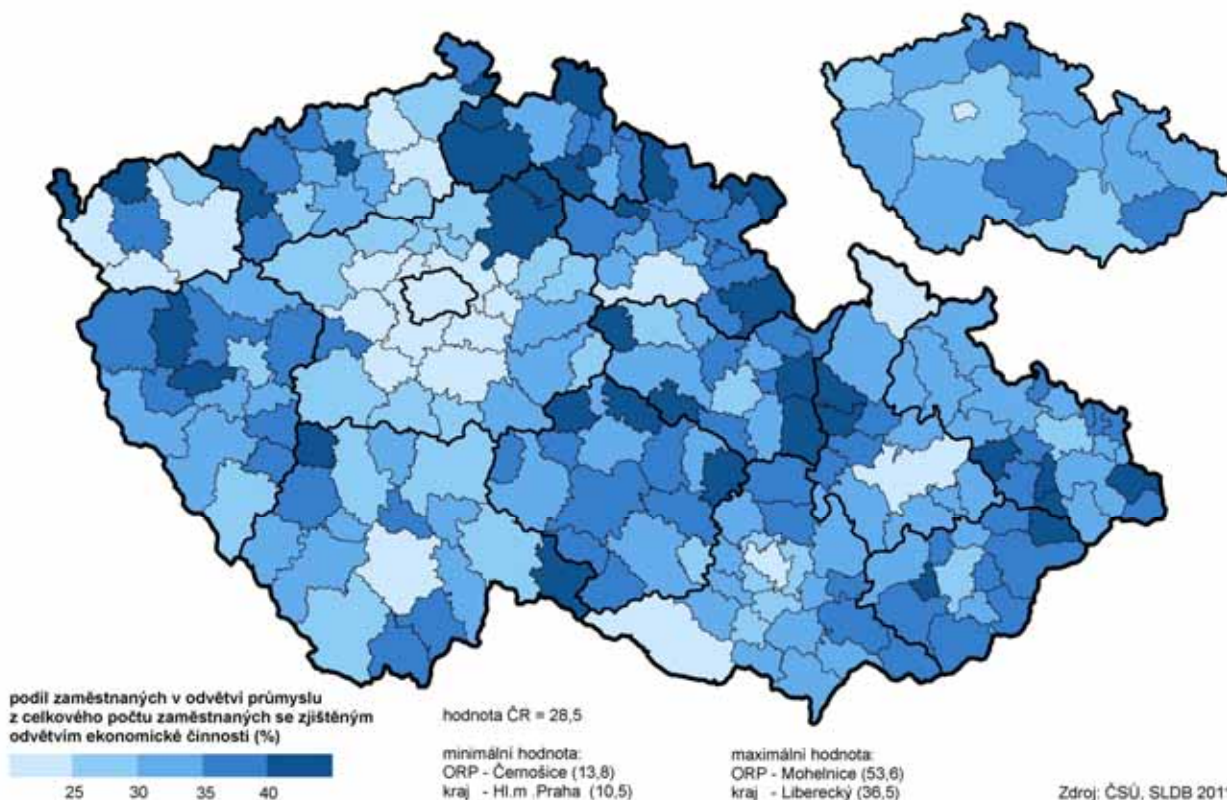 podíl zaměstnaných v odvětví průmyslu
z celkového počtu zaměstnaných se zjištěným
odvětvím ekonomické činnosti (%)
25 30 35 40
hodnota ČR = 28,5
minimální hodnota:
ORP - Černošice (13,8)
kraj - Hl.m .Praha (10,5)
maximální hodnota:
ORP - Mohelnice (53,6)
kraj - Liberecký (36,5)
Zdroj: ČSÚ, SLDB 201